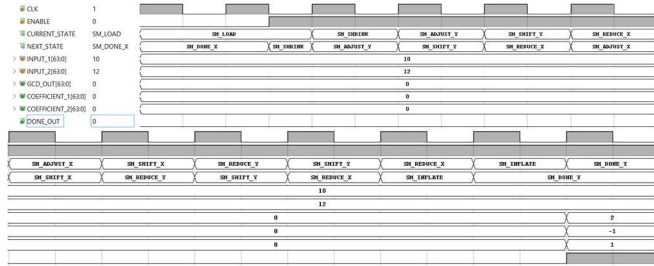 CLK 1
ENABLE 0
CURRENT_STATE SM_LOAD SM_LOAD SM_SHRINK SM_ADJUST_Y SM_SHIFT_Y SM_REDUCE_X
NEXT_STATE SM_DONE_X SM_DONE_X SM_SHRINK SM_ADJUST_Y SM_SHIFT_Y SM_REDUCE_X SM_ADJUST_X
INPUT_1[63:0] 10 10
INPUT_2[63:0] 12 12
GCD_OUT[63:0] 0 0
COEFFICIENT_1[63:0] 0 0
COEFFICIENT_2[63:0] 0 0
DONE_OUT 0
SM_ADJUST_X SM_SHIFT_X SM_REDUCE_Y SM_SHIFT_Y SM_REDUCE_X SM_INFLATE SM_DONE_Y
SM_SHIFT_X SM_REDUCE_Y SM_SHIFT_Y SM_REDUCE_X SM_INFLATE SM_DONE_Y
10
12
0 2
0 -1
0 1